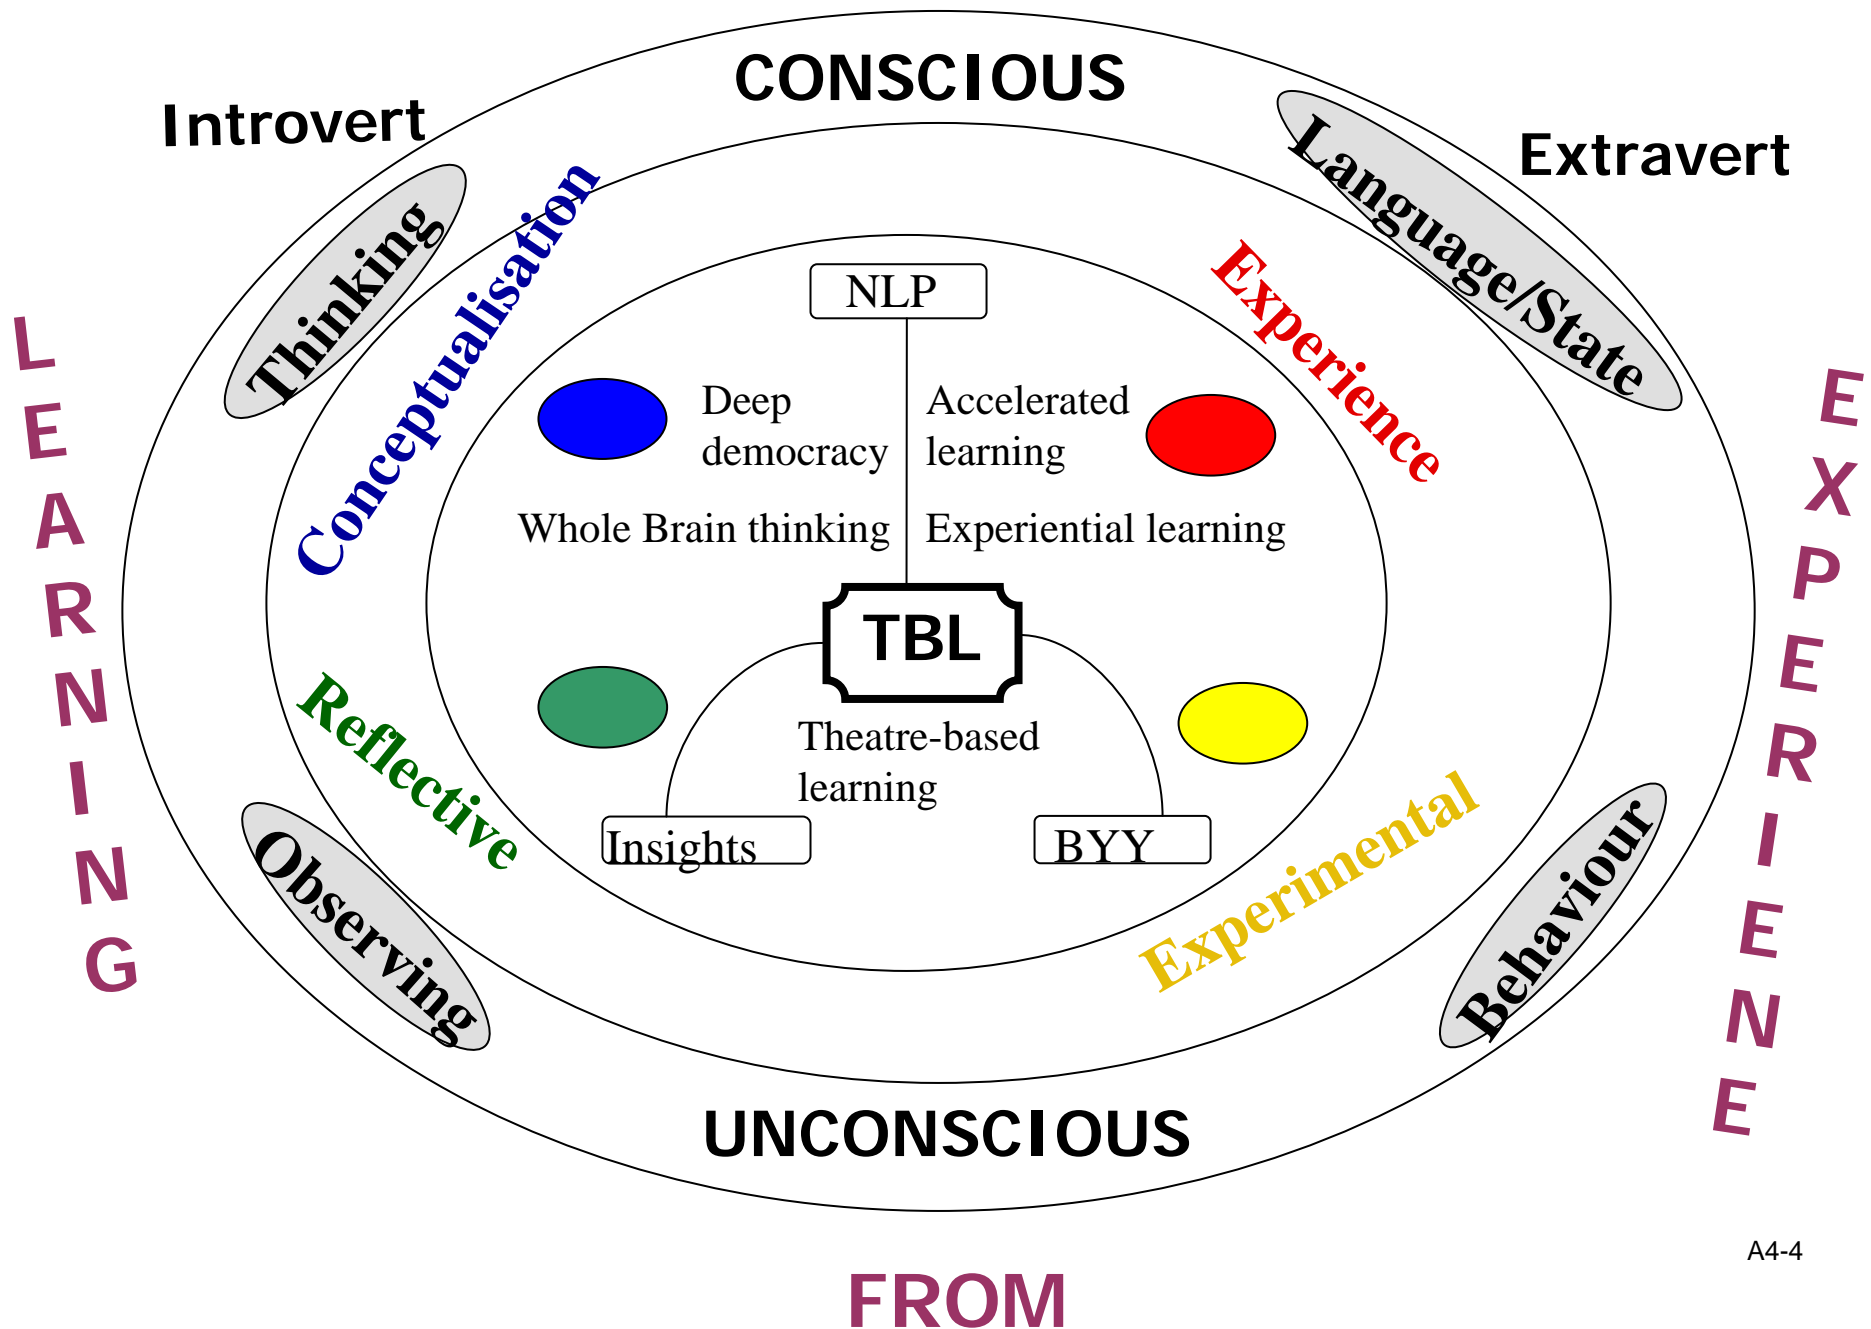 CONSCIOUS
Introvert
Extravert
Thinking
Language/State
Conceptualisation
Experience
NLP
Deep
democracy
Accelerated
learning
Whole Brain thinking
Experiential learning
TBL
Theatre-based
learning
Insights
BYY
Reflective
Experimental
Observing
Behaviour
UNCONSCIOUS
LEARNING
FROM
EXPERIENE
A4-4